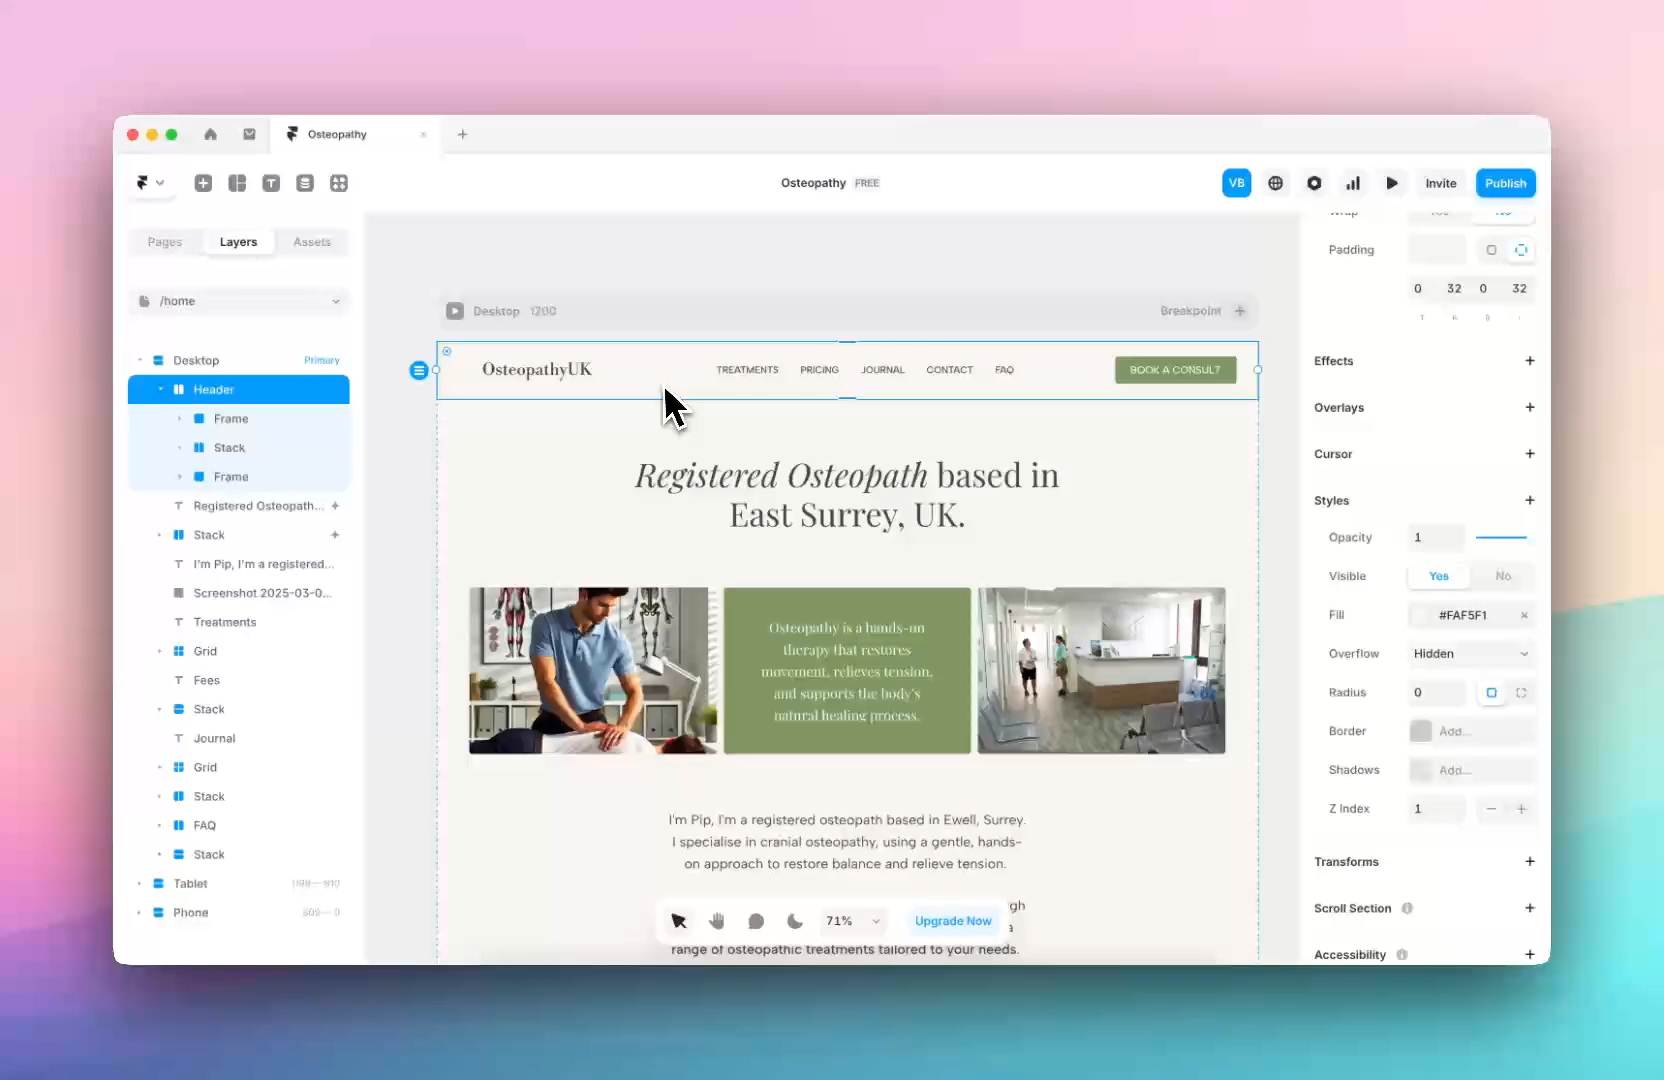 Osteopathy
Osteopathy FREE
VB
Invite
Publish
Pages
Layers
Assets
/home
Desktop Primary
Header
Frame
Stack
Frame
Registered Osteopath...
Stack
I'm Pip, I'm a registered...
Screenshot 2025-03-0...
Treatments
Grid
Fees
Stack
Journal
Grid
Stack
FAQ
Stack
Tablet
Phone
Desktop 1200
Breakpoint
OsteopathyUK
TREATMENTS
PRICING
JOURNAL
CONTACT
FAQ
BOOK A CONSULT
Registered Osteopath based in
East Surrey, UK.
Osteopathy is a hands-on
therapy that restores
movement, relieves tension,
and supports the body's
natural healing process.
I'm Pip, I'm a registered osteopath based in Ewell, Surrey.
I specialise in cranial osteopathy, using a gentle, hands-
on approach to restore balance and relieve tension.
gh
a
range of osteopathic treatments tailored to your needs.
71%
Upgrade Now
Padding
0 32 0 32
Effects
Overlays
Cursor
Styles
Opacity 1
Visible Yes No
Fill #FAF5F1
Overflow Hidden
Radius 0
Border Add...
Shadows Add...
Z Index 1
Transforms
Scroll Section
Accessibility